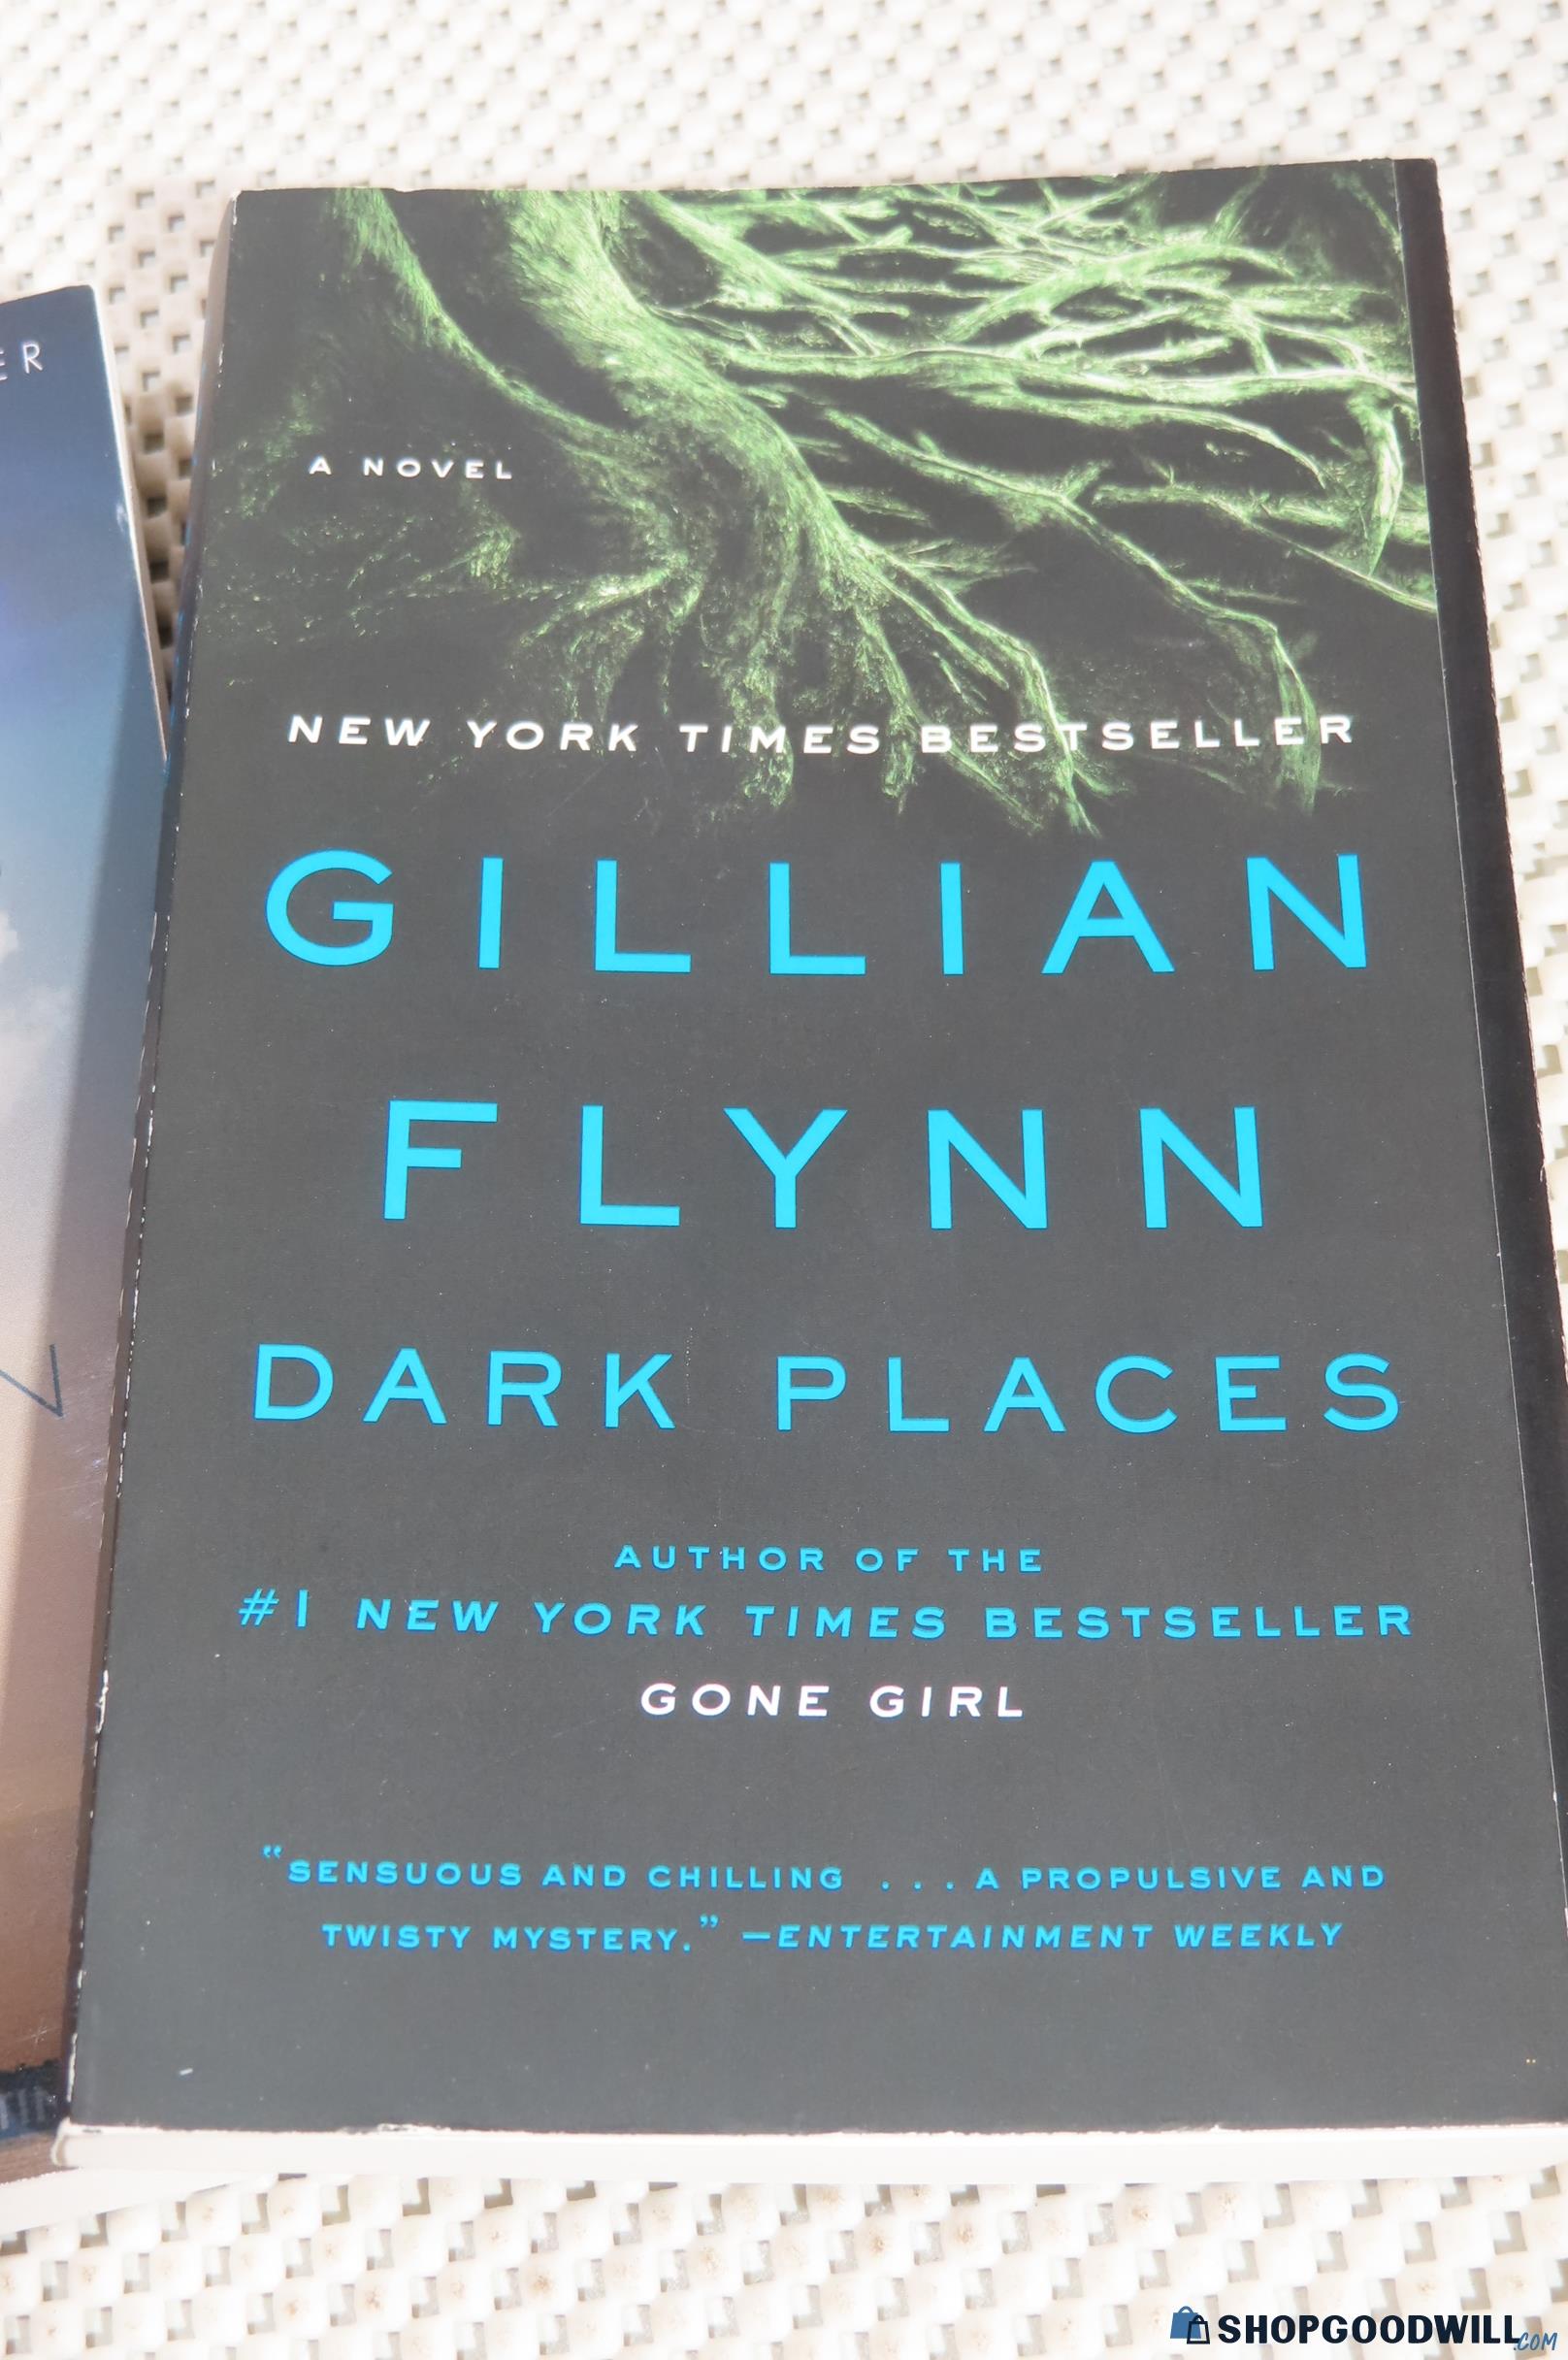 A NOVEL
NEW YORK TIMES BESTSELLER
GILLIAN
FLYNN
DARK PLACES
AUTHOR OF THE
#1 NEW YORK TIMES BESTSELLER
GONE GIRL
"SENSUOUS AND CHILLING . . . A PROPULSIVE AND
TWISTY MYSTERY." —ENTERTAINMENT WEEKLY
SHOPGOODWILL.COM